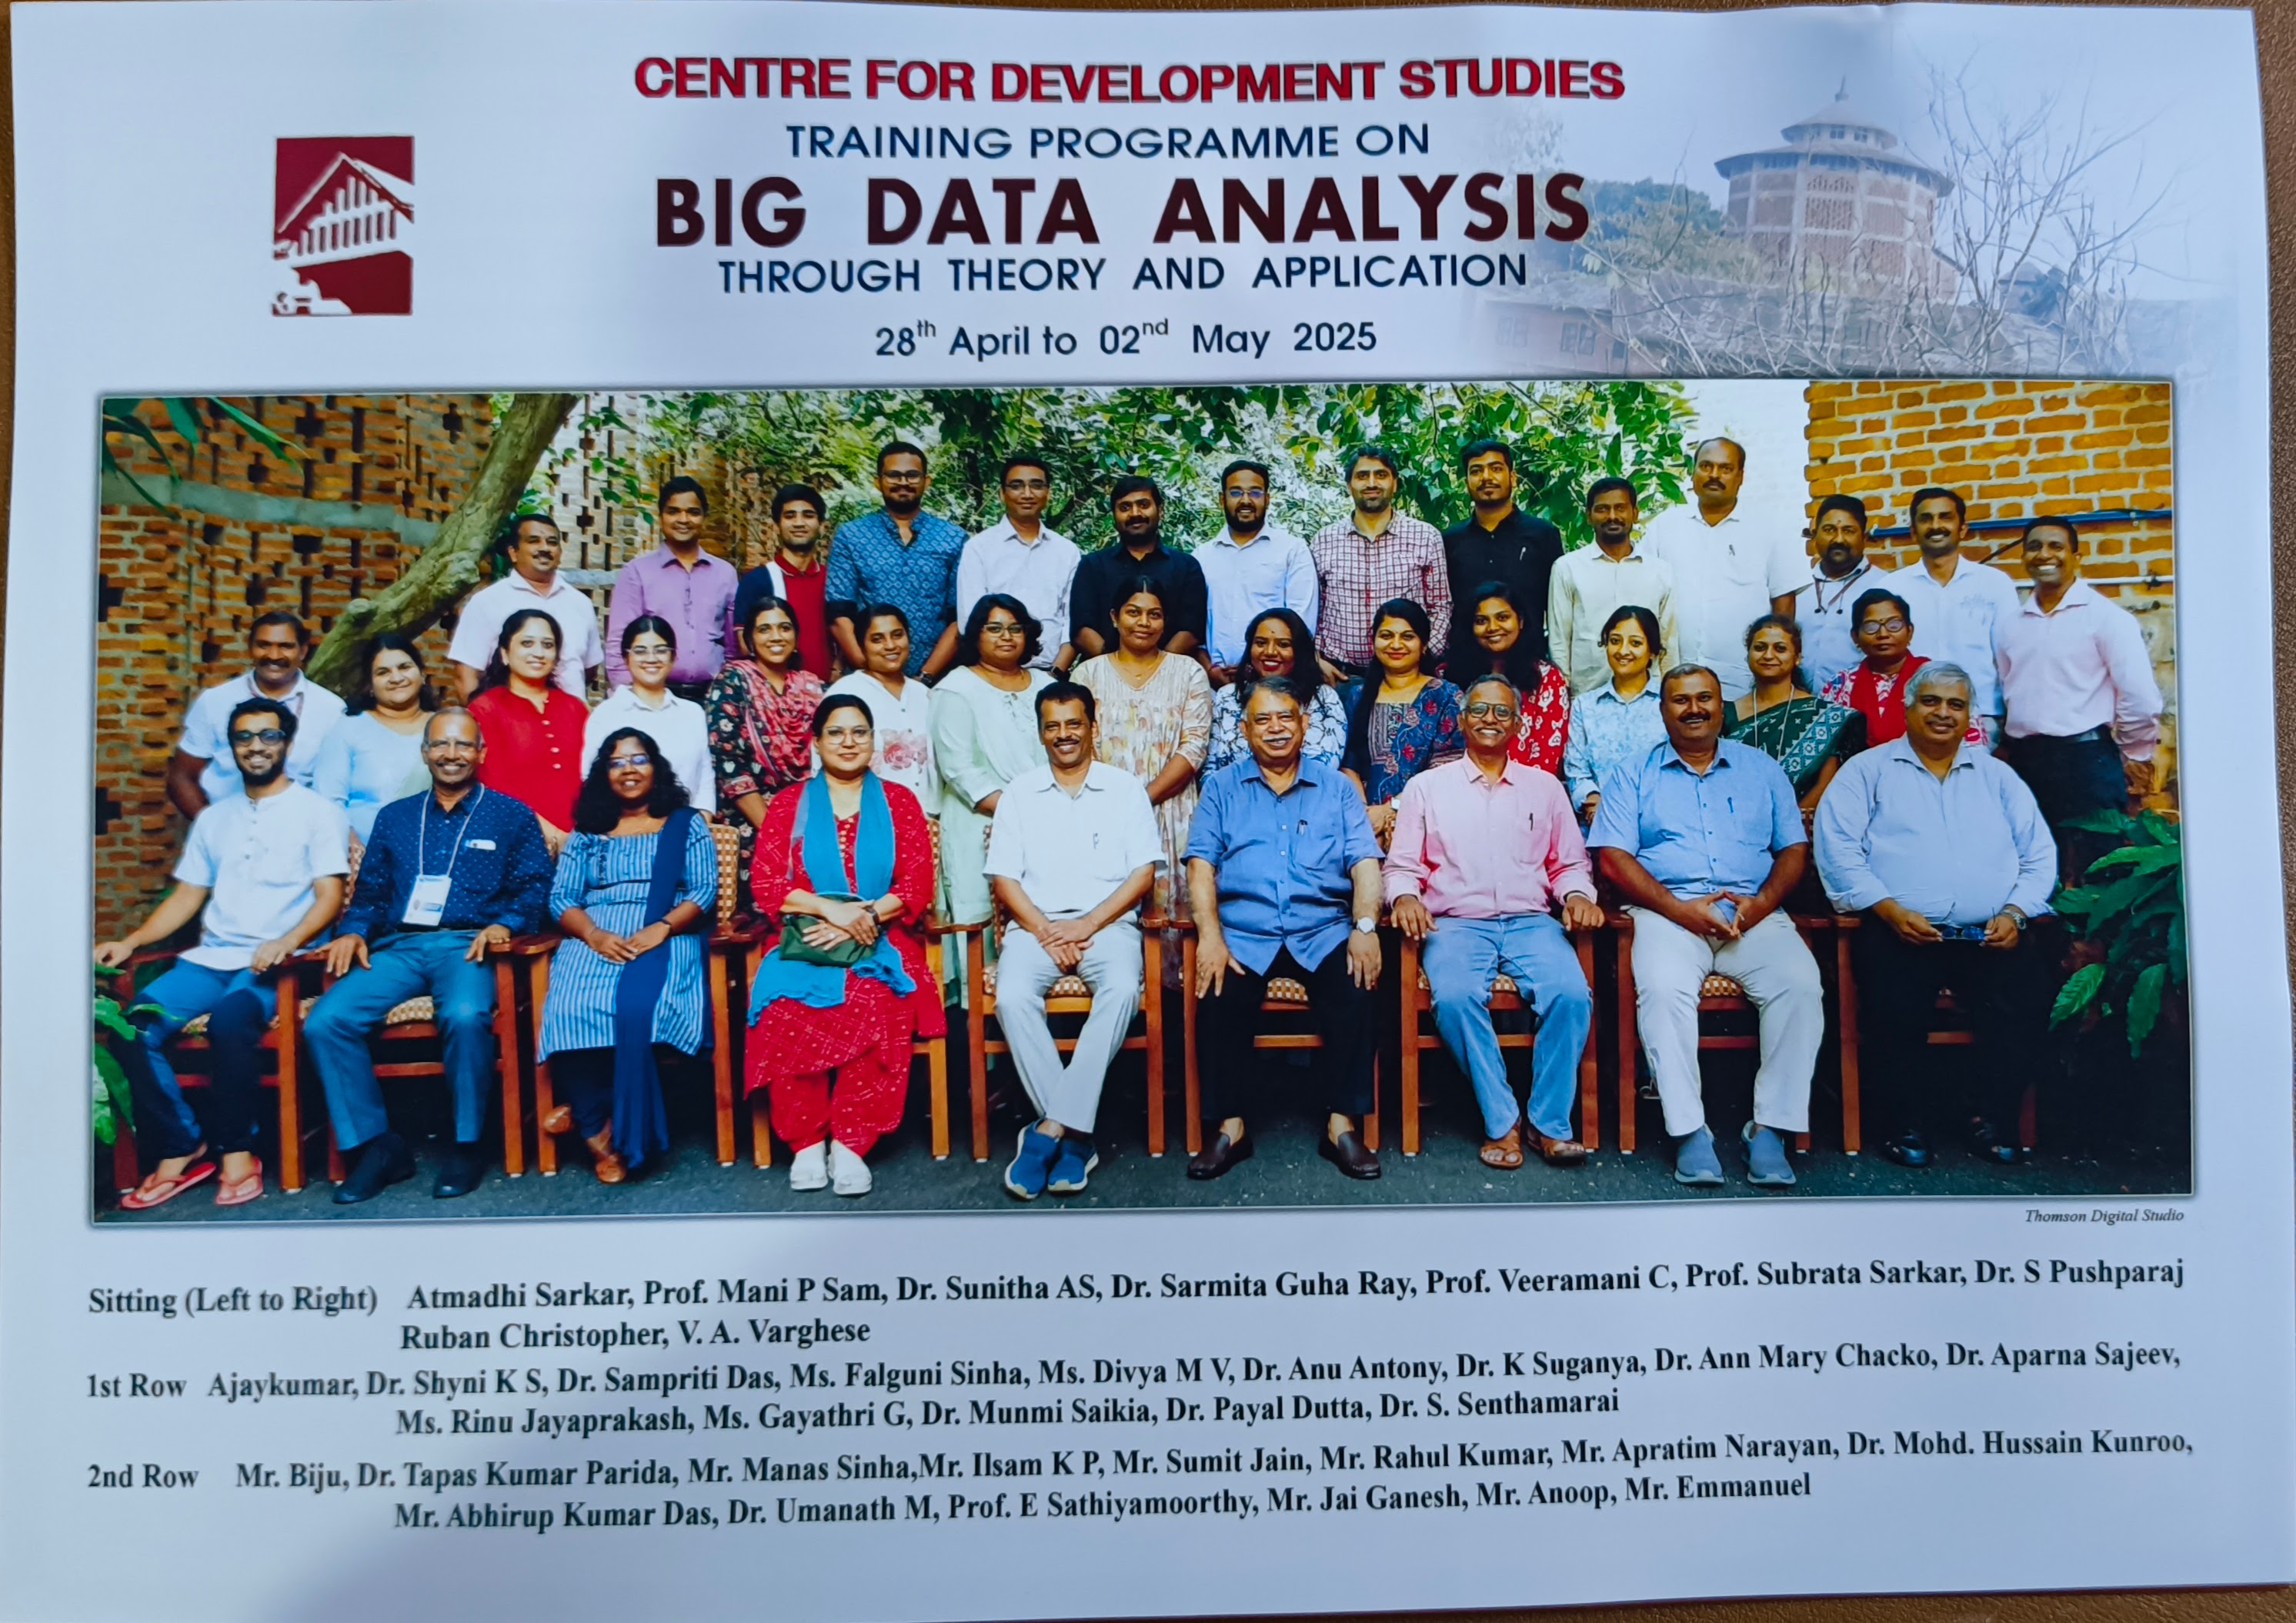 CENTRE FOR DEVELOPMENT STUDIES
TRAINING PROGRAMME ON
BIG DATA ANALYSIS
THROUGH THEORY AND APPLICATION
28th April to 02nd May 2025
Thomson Digital Studio
Sitting (Left to Right) Atmadhi Sarkar, Prof. Mani P Sam, Dr. Sunitha AS, Dr. Sarmita Guha Ray, Prof. Veeramani C, Prof. Subrata Sarkar, Dr. S Pushparaj
Ruban Christopher, V. A. Varghese
1st Row Ajaykumar, Dr. Shyni K S, Dr. Sampriti Das, Ms. Falguni Sinha, Ms. Divya M V, Dr. Anu Antony, Dr. K Suganya, Dr. Ann Mary Chacko, Dr. Aparna Sajeev,
Ms. Rinu Jayaprakash, Ms. Gayathri G, Dr. Munmi Saikia, Dr. Payal Dutta, Dr. S. Senthamarai
2nd Row Mr. Biju, Dr. Tapas Kumar Parida, Mr. Manas Sinha,Mr. Ilsam K P, Mr. Sumit Jain, Mr. Rahul Kumar, Mr. Apratim Narayan, Dr. Mohd. Hussain Kunroo,
Mr. Abhirup Kumar Das, Dr. Umanath M, Prof. E Sathiyamoorthy, Mr. Jai Ganesh, Mr. Anoop, Mr. Emmanuel